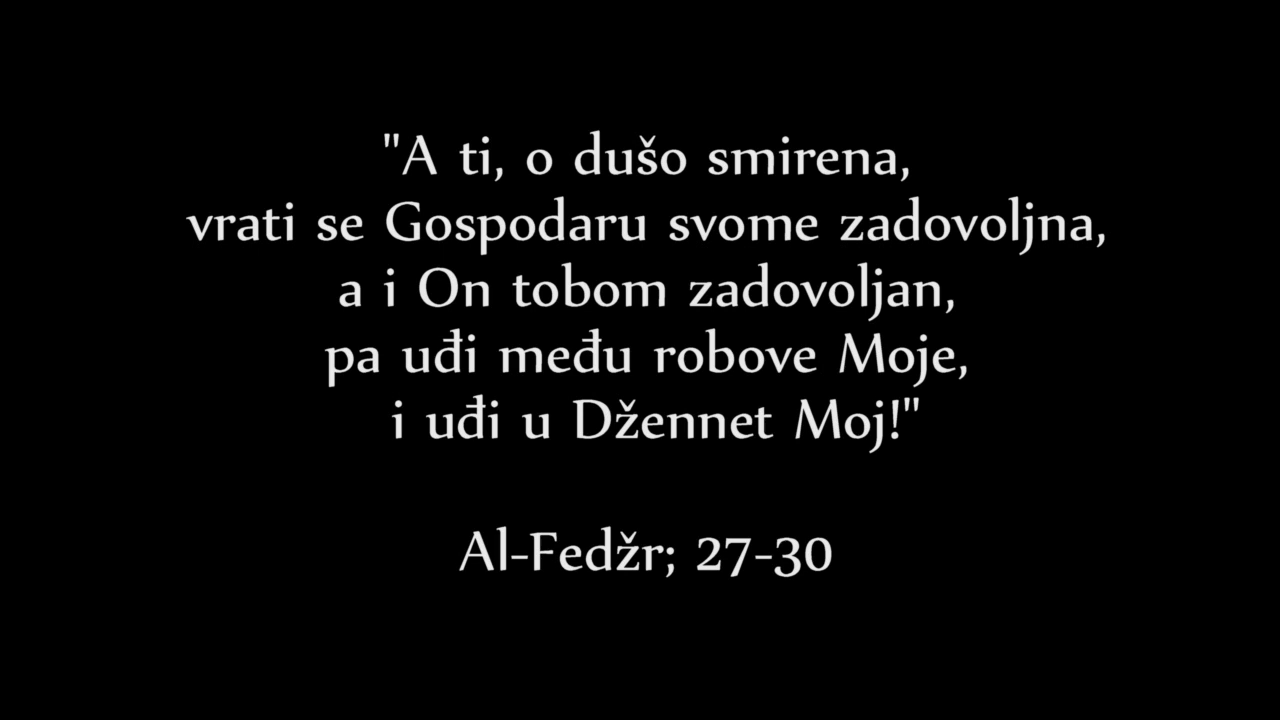 "A ti, o dušo smirena,
vrati se Gospodaru svome zadovoljna,
a i On tobom zadovoljan,
pa uđi među robove Moje,
i uđi u Džennet Moj!"
Al-Fedžr; 27-30